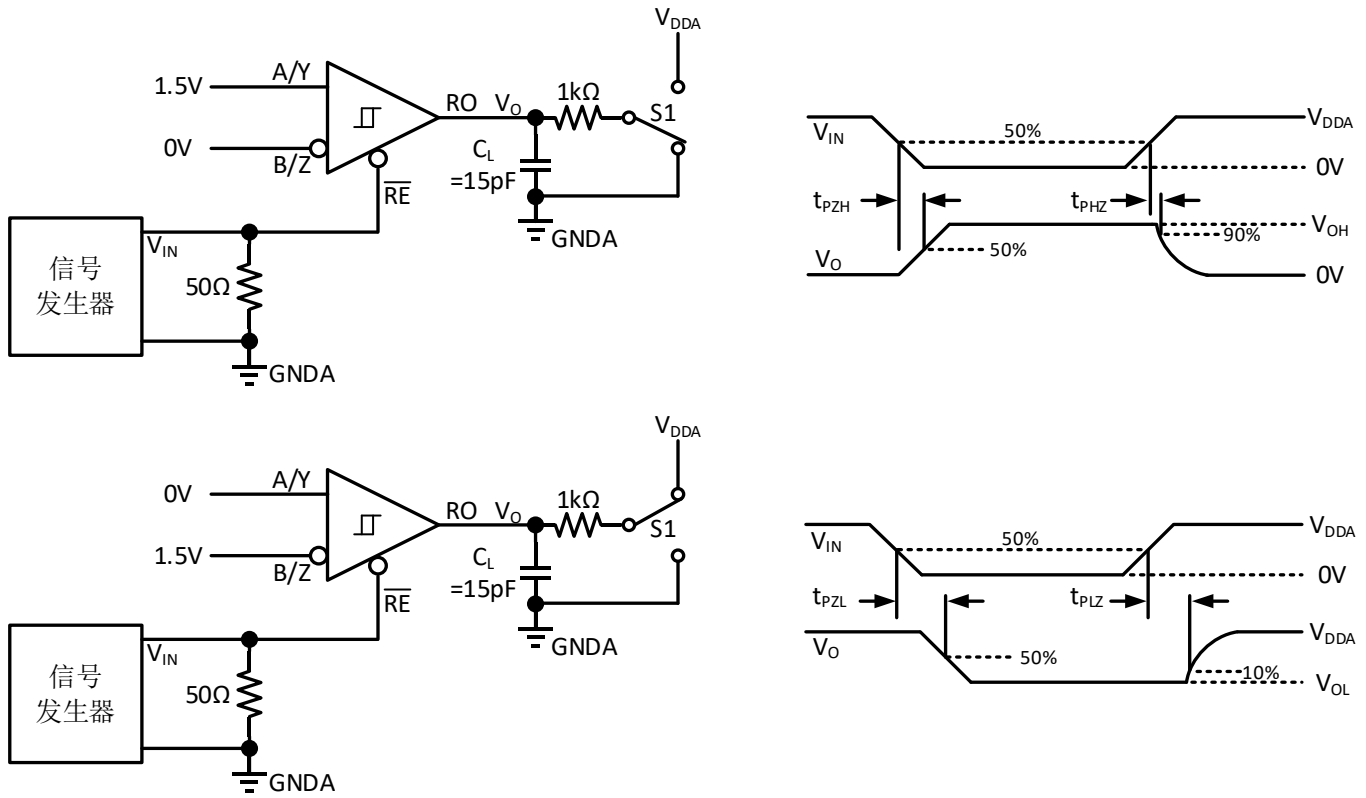 V_DDA
1.5V
A/Y
0V
B/Z
RE
RO
V_O
1kΩ
S1
C_L
=15pF
GNDA
信号
发生器
V_IN
50Ω
GNDA
V_IN
50%
V_DDA
0V
t_PZH
t_PHZ
V_OH
90%
V_O
50%
0V
V_DDA
0V
A/Y
1.5V
B/Z
RE
RO
V_O
1kΩ
S1
C_L
=15pF
GNDA
信号
发生器
V_IN
50Ω
GNDA
V_IN
50%
V_DDA
0V
t_PZL
t_PLZ
V_O
50%
V_DDA
10%
V_OL